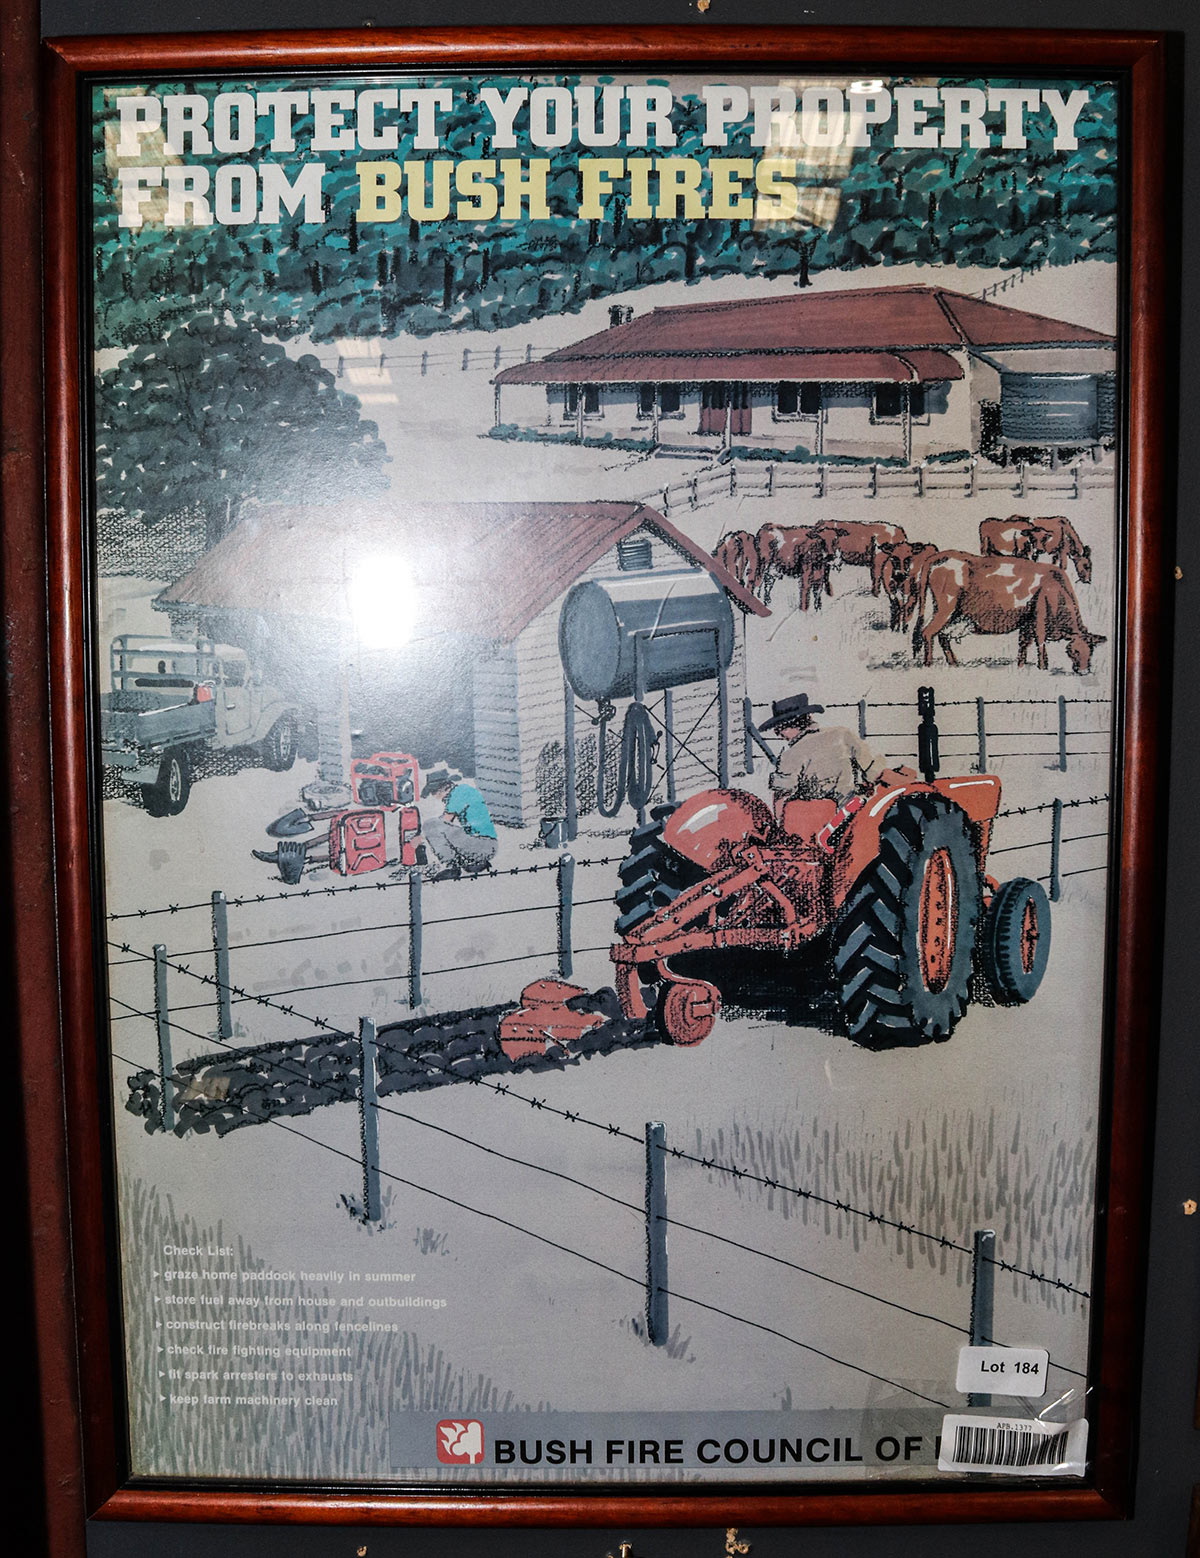 PROTECT YOUR PROPERTY
FROM BUSH FIRES
Check List:
▸ graze home paddock heavily in summer
▸ store fuel away from house and outbuildings
▸ construct firebreaks along fencelines
▸ check fire fighting equipment
▸ fit spark arresters to exhausts
▸ keep farm machinery clean
Lot 184
APB.1377
BUSH FIRE COUNCIL OF